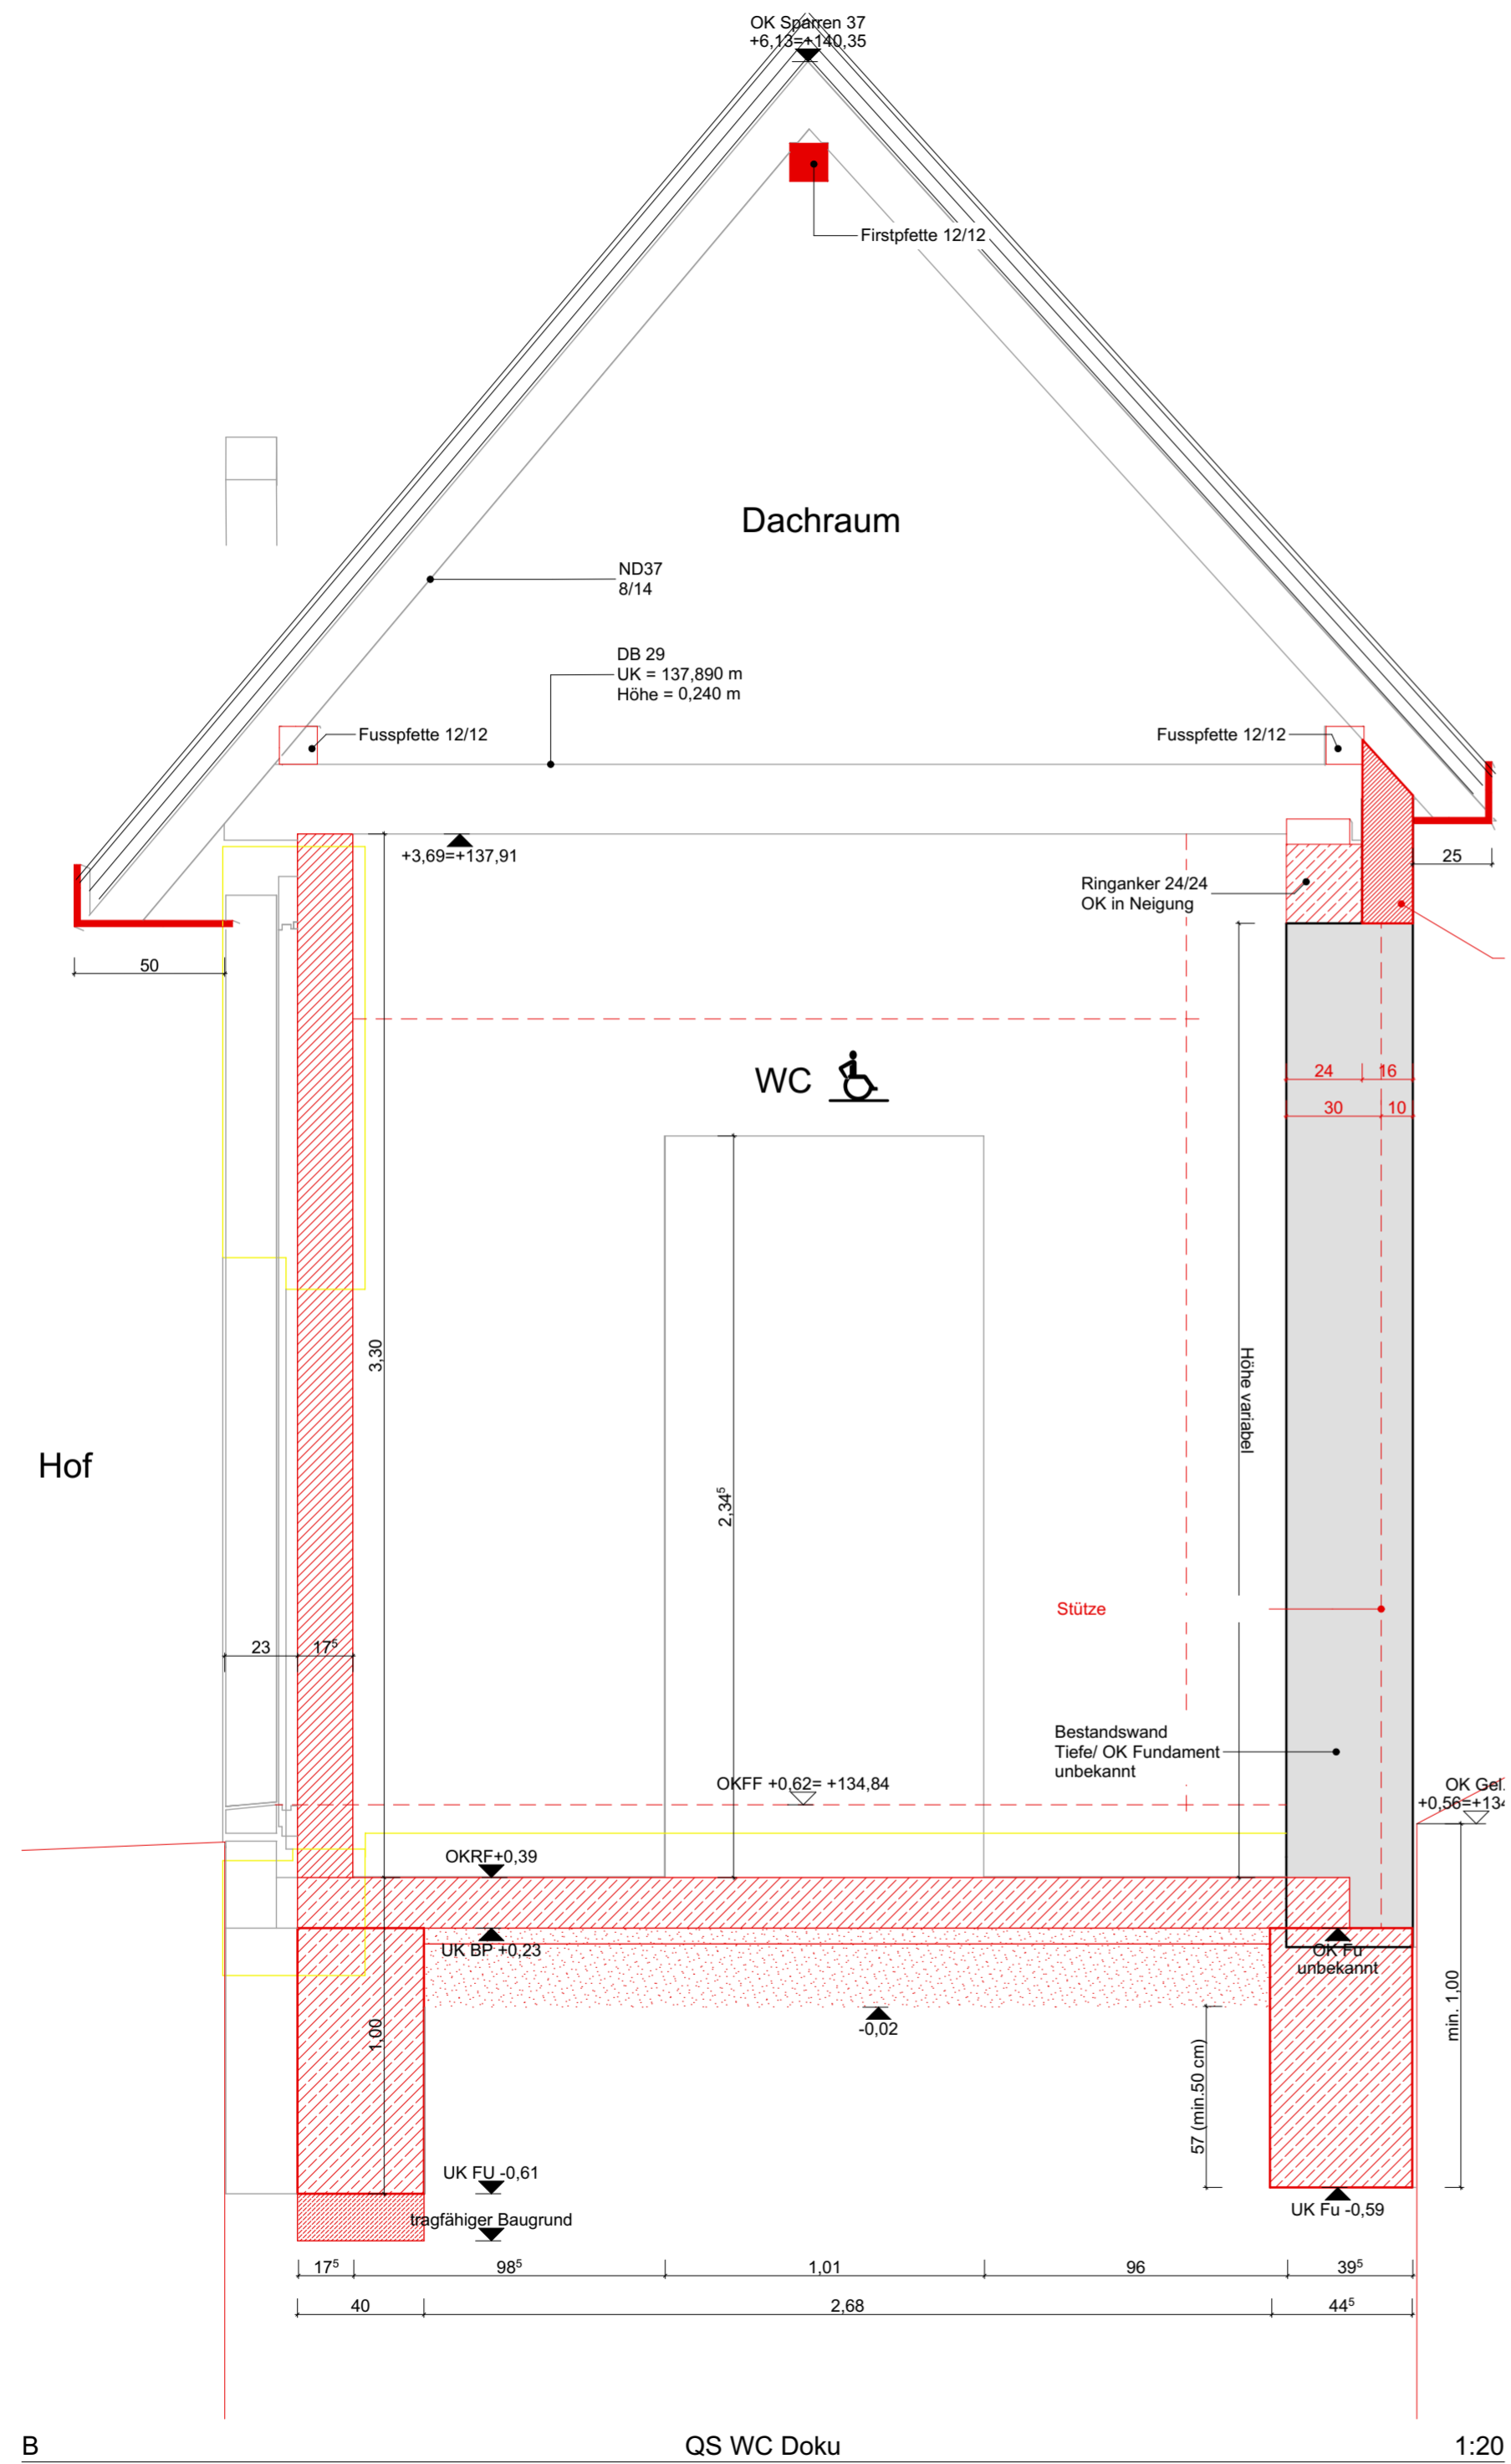 OK Sparren 37
+6,13=+140,35
Firstpfette 12/12
Dachraum
ND37
8/14
DB 29
UK = 137,890 m
Höhe = 0,240 m
Fusspfette 12/12
Fusspfette 12/12
+3,69=+137,91
25
Ringanker 24/24
OK in Neigung
50
WC
24
16
30
10
3,30
Höhe variabel
Hof
2,34⁵
Stütze
23
17⁵
Bestandswand
Tiefe/ OK Fundament
unbekannt
OKFF +0,62= +134,84
OK Gel.
+0,56=+134
OKRF+0,39
UK BP +0,23
OK Fu
unbekannt
-0,02
1,00
57 (min.50 cm)
min. 1,00
UK FU -0,61
UK Fu -0,59
tragfähiger Baugrund
17⁵
98⁵
1,01
96
39⁵
40
2,68
44⁵
B
QS WC Doku
1:20